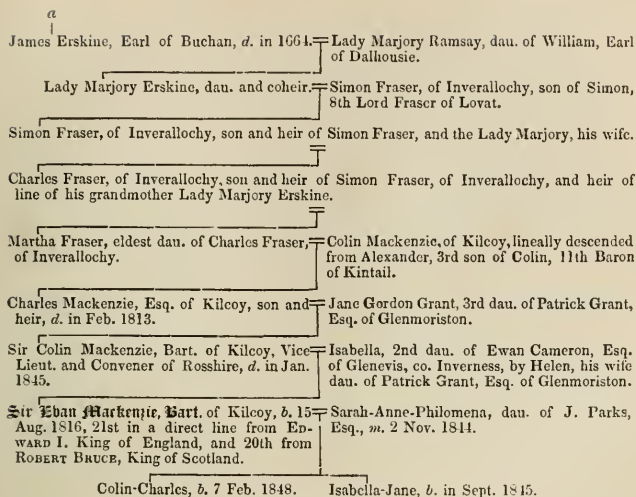 a
James Erskine, Earl of Buchan, d. in 1664. Lady Marjory Ramsay, dau. of William, Earl
of Dalhousie.
Lady Marjory Erskine, dau. and coheir. Simon Fraser, of Inverallochy, son of Simon,
8th Lord Fraser of Lovat.
Simon Fraser, of Inverallochy, son and heir of Simon Fraser, and the Lady Marjory, his wife.
Charles Fraser, of Inverallochy, son and heir of Simon Fraser, of Inverallochy, and heir of
line of his grandmother Lady Marjory Erskine.
Martha Fraser, eldest dau. of Charles Fraser,
of Inverallochy.
Colin Mackenzie, of Kilcoy, lineally descended
from Alexander, 3rd son of Colin, 11th Baron
of Kintail.
Charles Mackenzie, Esq. of Kilcoy, son and
heir, d. in Feb. 1813.
Jane Gordon Grant, 3rd dau. of Patrick Grant,
Esq. of Glenmoriston.
Sir Colin Mackenzie, Bart. of Kilcoy, Vice
Lieut. and Convener of Rosshire, d. in Jan.
1845.
Isabella, 2nd dau. of Ewan Cameron, Esq.
of Glenevis, co. Inverness, by Helen, his wife
dau. of Patrick Grant, Esq. of Glenmoriston.
Sir Evan Mackenzie, Bart. of Kilcoy, b. 15
Aug. 1816, 21st in a direct line from ED-
WARD I. King of England, and 20th from
ROBERT BRUCE, King of Scotland.
Sarah-Anne-Philomena, dau. of J. Parks,
Esq., m. 2 Nov. 1844.
Colin-Charles, b. 7 Feb. 1848. Isabella-Jane, b. in Sept. 1845.